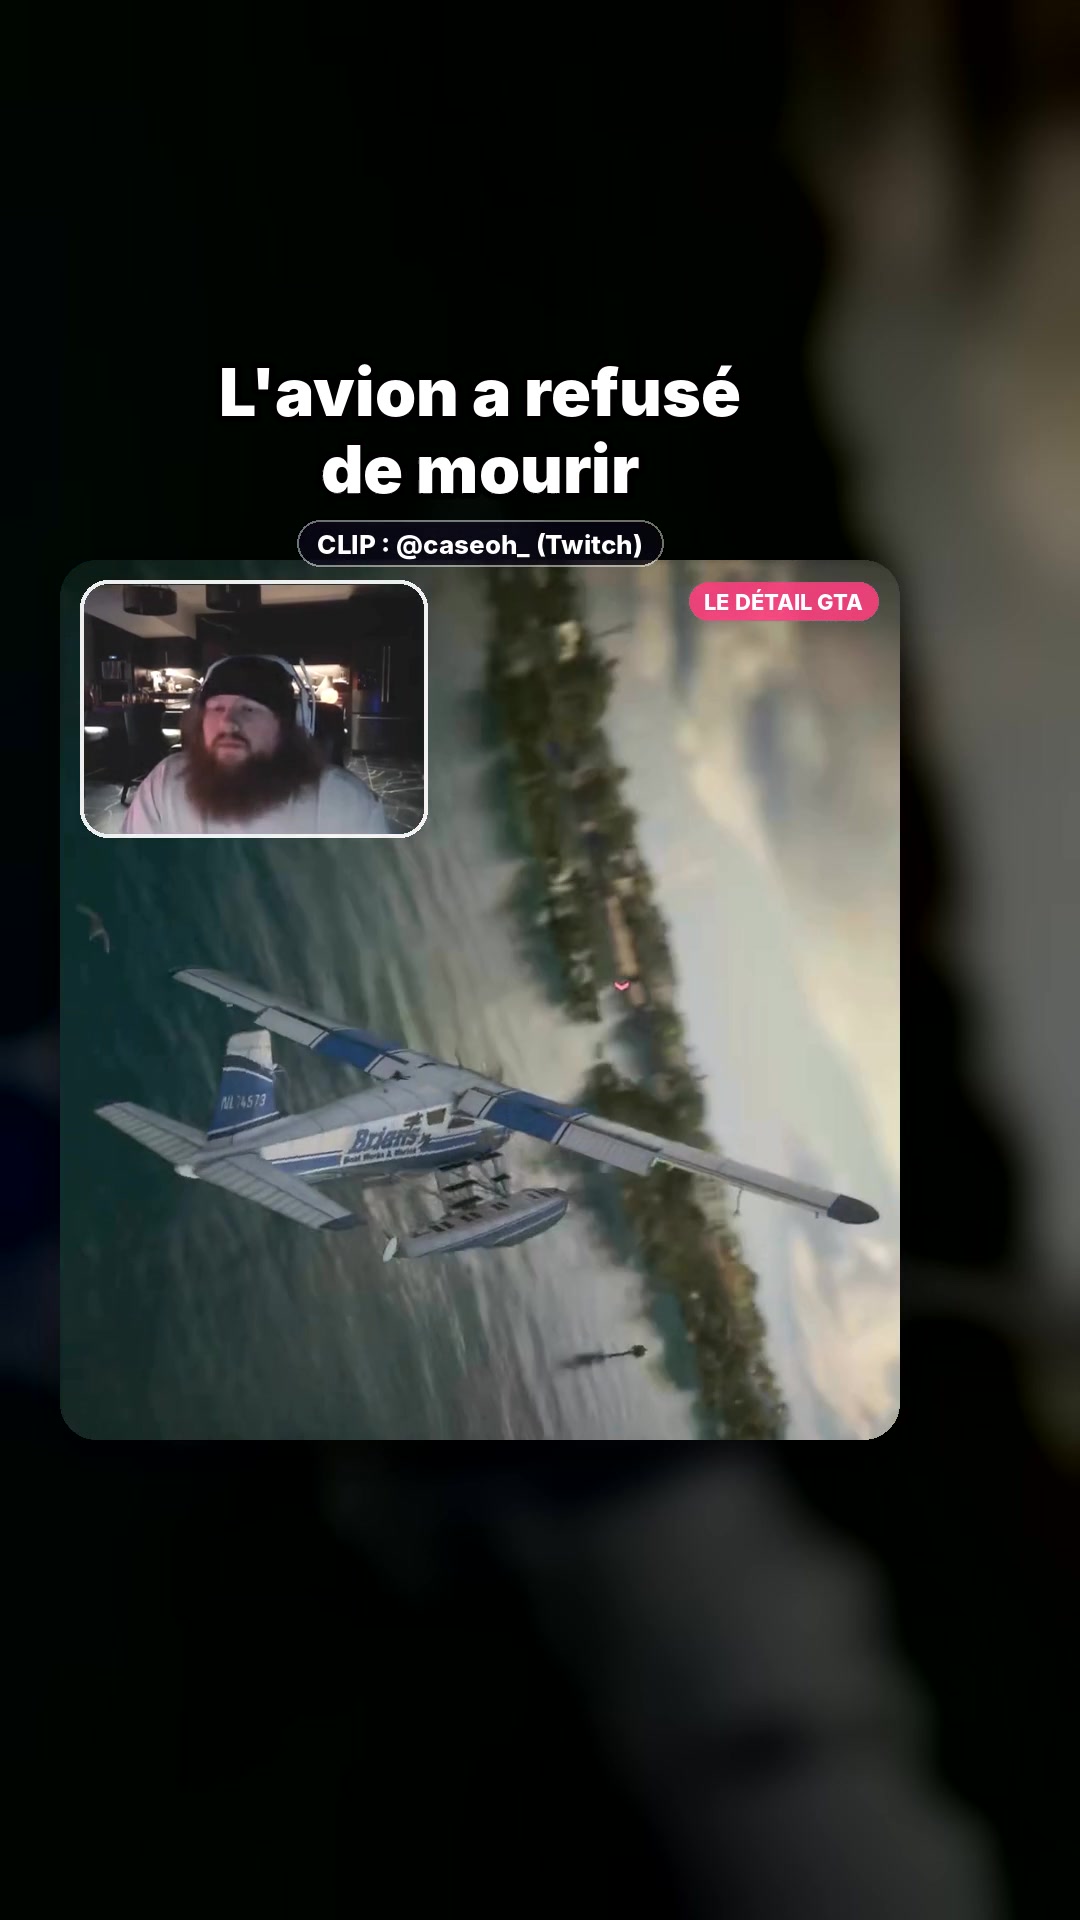 L'avion a refusé
de mourir
CLIP : @caseoh_ (Twitch)
LE DÉTAIL GTA
Brian's